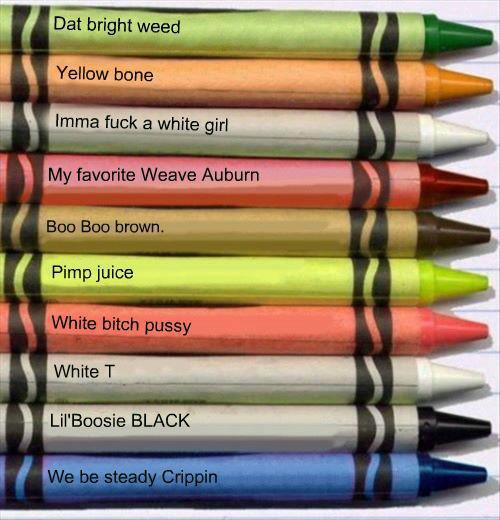 Dat bright weed
Yellow bone
Imma fuck a white girl
My favorite Weave Auburn
Boo Boo brown.
Pimp juice
White bitch pussy
White T
Lil'Boosie BLACK
We be steady Crippin